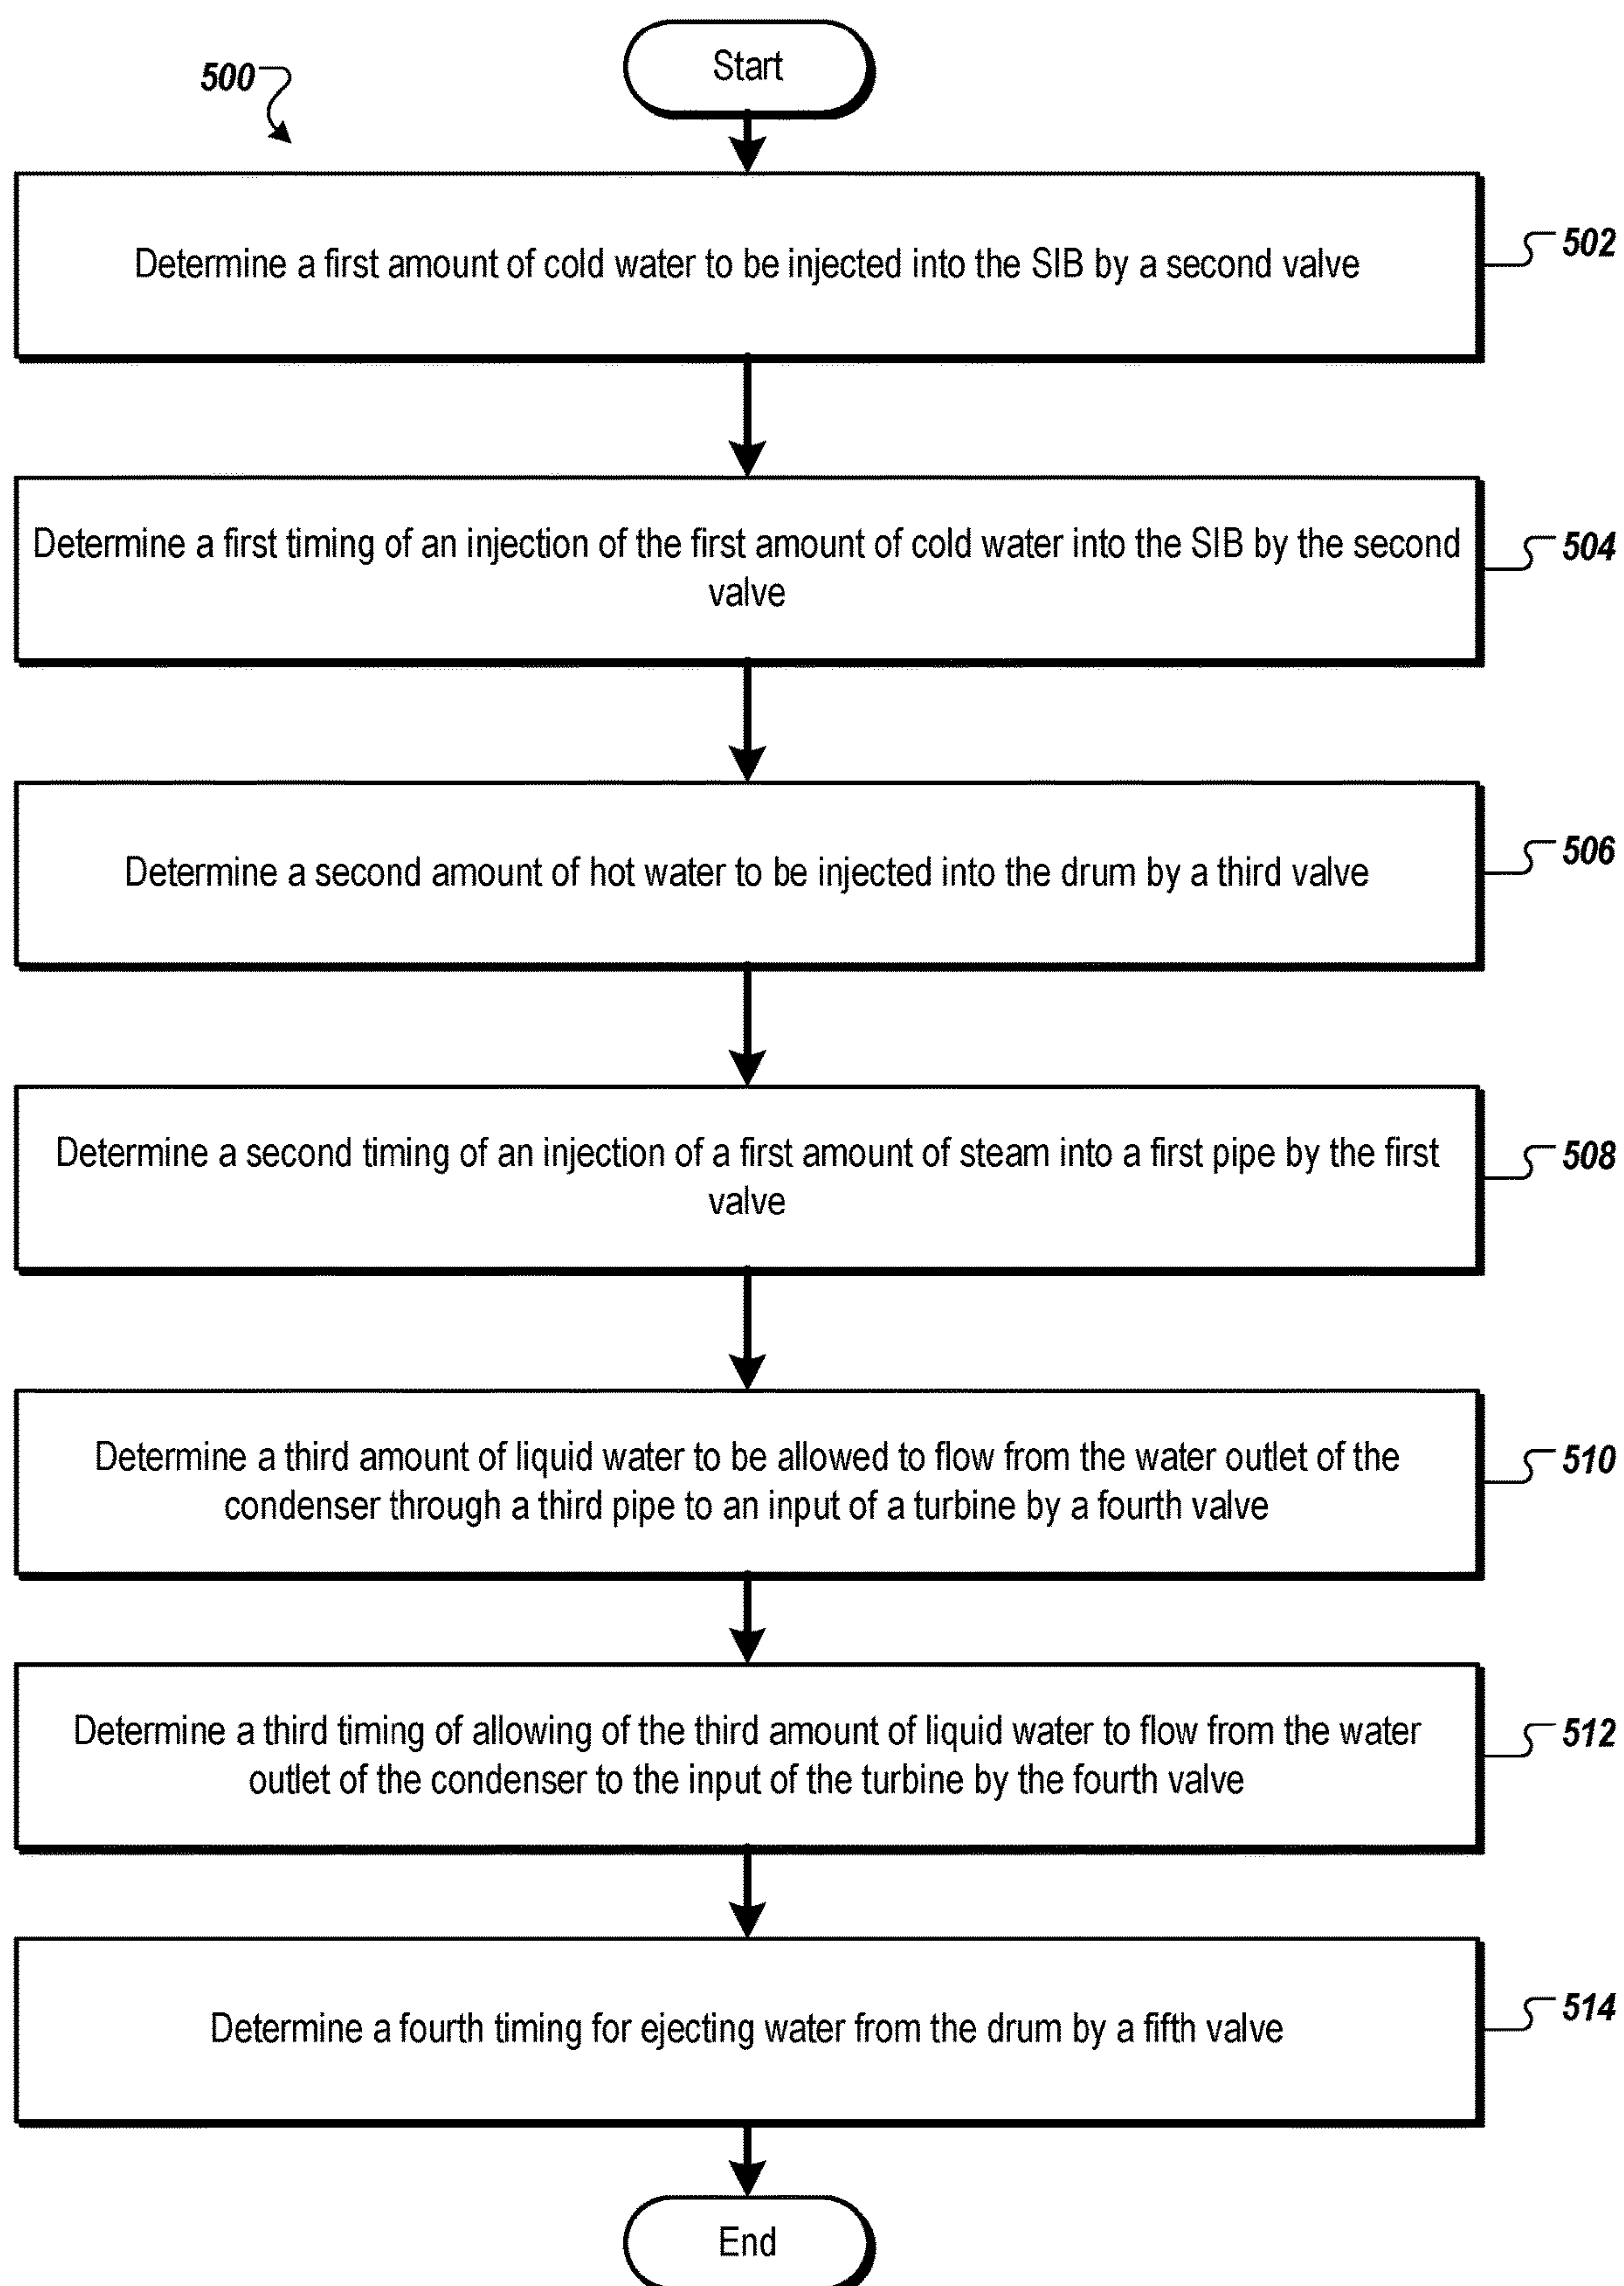 Start
500
Determine a first amount of cold water to be injected into the SIB by a second valve
502
Determine a first timing of an injection of the first amount of cold water into the SIB by the second
valve
504
Determine a second amount of hot water to be injected into the drum by a third valve
506
Determine a second timing of an injection of a first amount of steam into a first pipe by the first
valve
508
Determine a third amount of liquid water to be allowed to flow from the water outlet of the
condenser through a third pipe to an input of a turbine by a fourth valve
510
Determine a third timing of allowing of the third amount of liquid water to flow from the water
outlet of the condenser to the input of the turbine by the fourth valve
512
Determine a fourth timing for ejecting water from the drum by a fifth valve
514
End